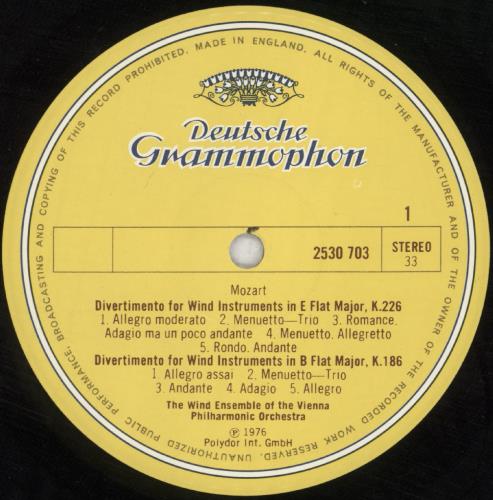 MADE IN ENGLAND. ALL RIGHTS OF THE MANUFACTURER AND OF THE OWNER OF THE RECORDED WORK RESERVED. UNAUTHORIZED PUBLIC PERFORMANCE, BROADCASTING AND COPYING OF THIS RECORD PROHIBITED.
Deutsche
Grammophon
1
2530 703
STEREO
33
Mozart
Divertimento for Wind Instruments in E Flat Major, K.226
1. Allegro moderato 2. Menuetto—Trio 3. Romance.
Adagio ma un poco andante 4. Menuetto. Allegretto
5. Rondo. Andante
Divertimento for Wind Instruments in B Flat Major, K.186
1. Allegro assai 2. Menuetto—Trio
3. Andante 4. Adagio 5. Allegro
The Wind Ensemble of the Vienna
Philharmonic Orchestra
℗ 1976
Polydor Int. GmbH